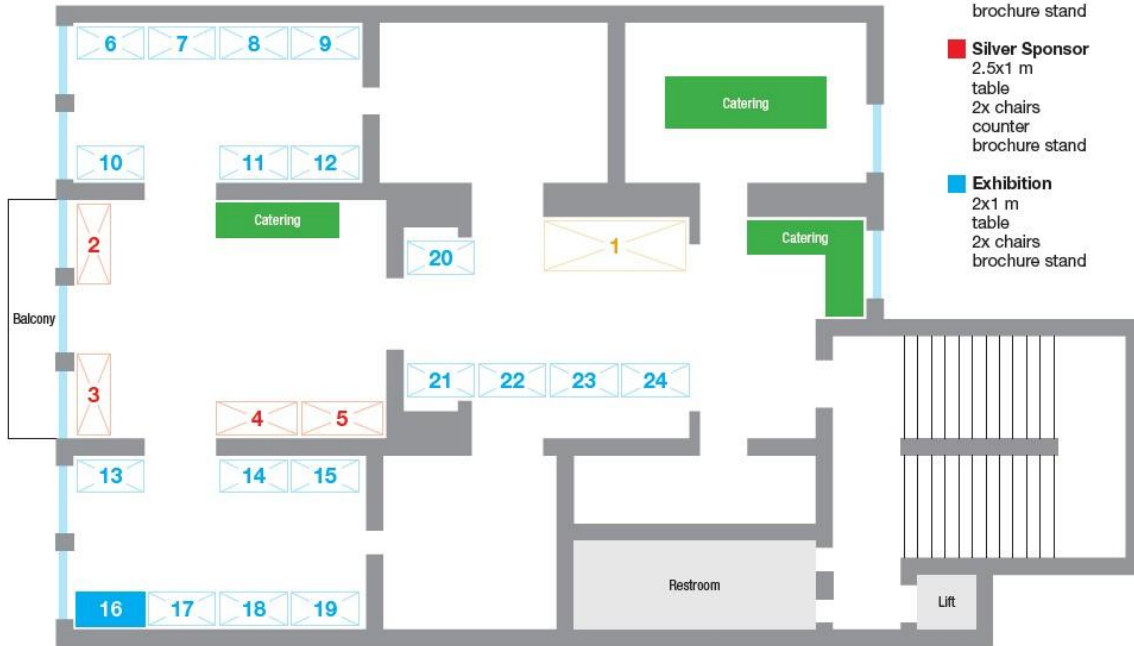 brochure stand
Silver Sponsor
2.5x1 m
table
2x chairs
counter
brochure stand
Exhibition
2x1 m
table
2x chairs
brochure stand
6 7 8 9
Catering
10 11 12
2 Catering 20 1 Catering
Balcony
3 21 22 23 24
4 5
13 14 15
16 17 18 19 Restroom Lift